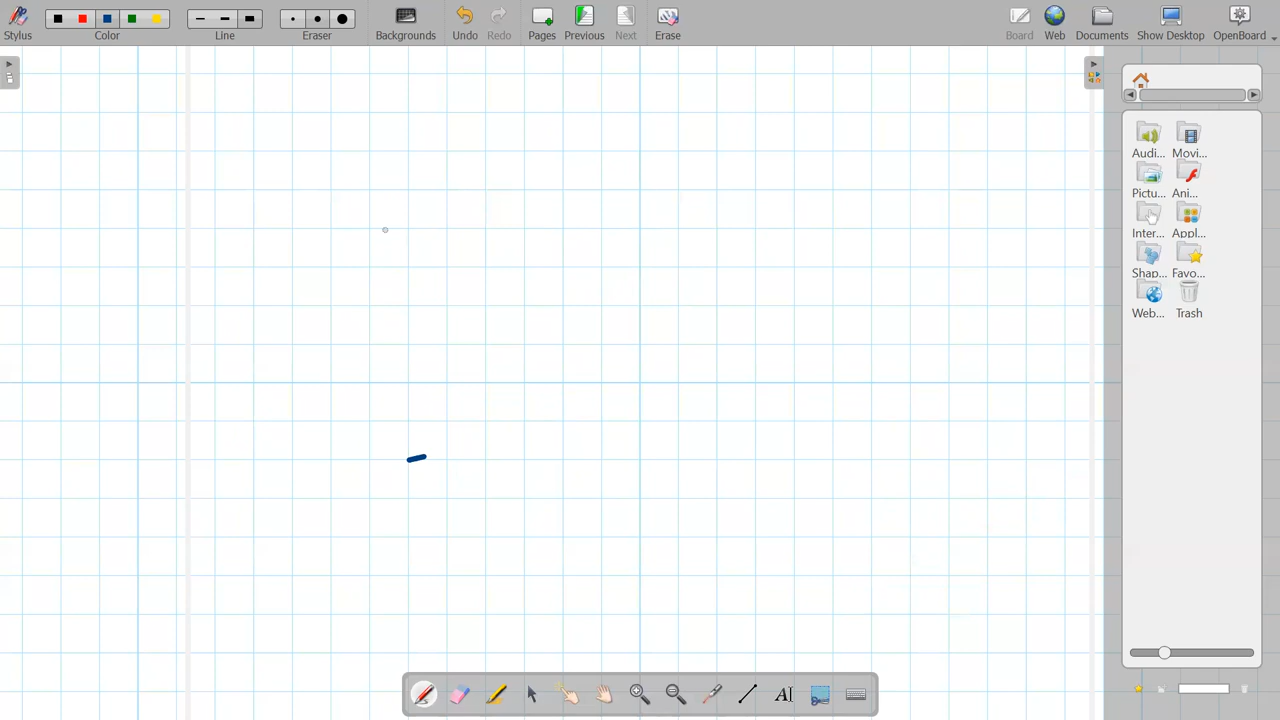 Stylus Color Line Eraser Backgrounds Undo Redo Pages Previous Next Erase Board Web Documents Show Desktop OpenBoard
Audi... Movi...
Pictu... Ani...
Inter... Appl...
Shap... Favo...
Web... Trash
AI